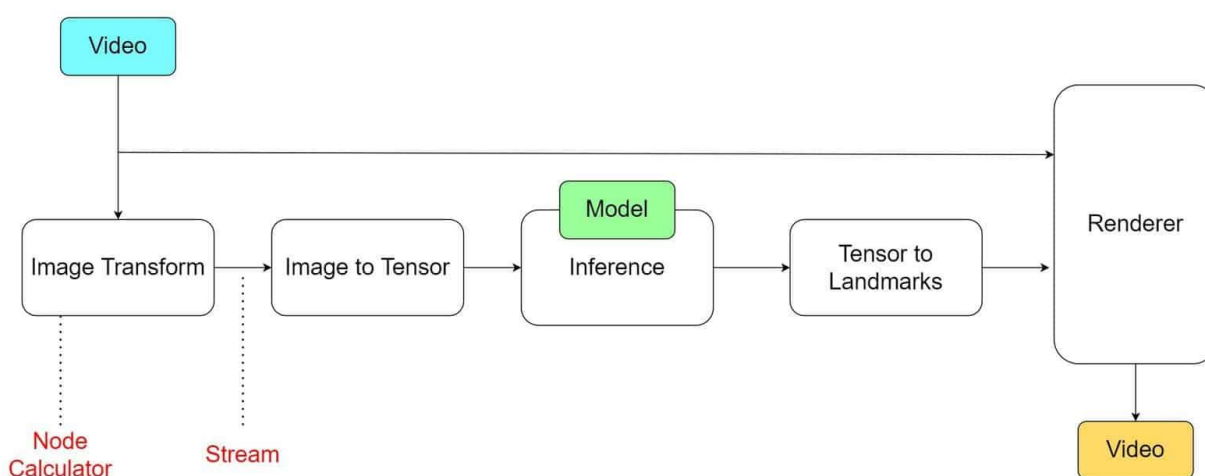 Video
Model
Renderer
Image Transform
Image to Tensor
Inference
Tensor to
Landmarks
Node
Calculator
Stream
Video